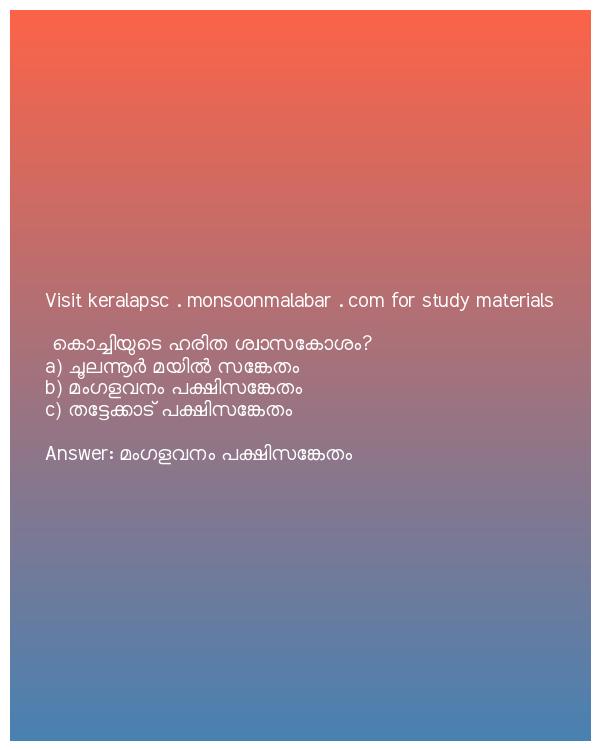 Visit keralapsc . monsoonmalabar . com for study materials
കൊച്ചിയുടെ ഹരിത ശ്വാസകോശം?
a) ചൂലന്നൂർ മയിൽ സങ്കേതം
b) മംഗളവനം പക്ഷിസങ്കേതം
c) തട്ടേക്കാട് പക്ഷിസങ്കേതം
Answer: മംഗളവനം പക്ഷിസങ്കേതം